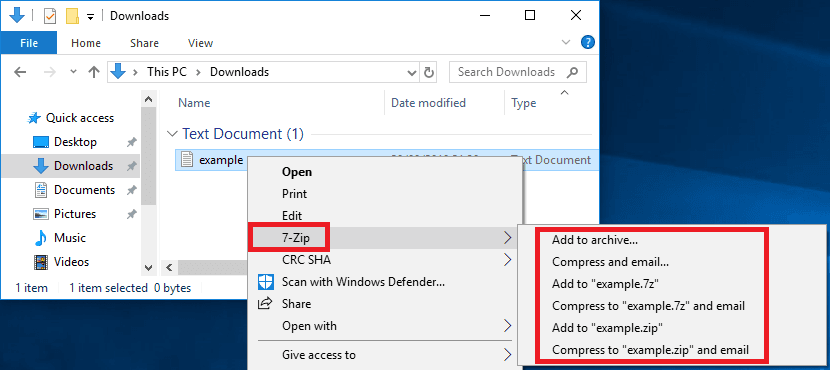 Downloads
File
Home
Share
View
This PC
Downloads
Search Downloads
Name
Date modified
Type
Quick access
Desktop
Downloads
Documents
Pictures
Music
Videos
Text Document (1)
example
Text Document
1 item
1 item selected 0 bytes
Open
Print
Edit
7-Zip
CRC SHA
Scan with Windows Defender...
Share
Open with
Give access to
Add to archive...
Compress and email...
Add to "example.7z"
Compress to "example.7z" and email
Add to "example.zip"
Compress to "example.zip" and email